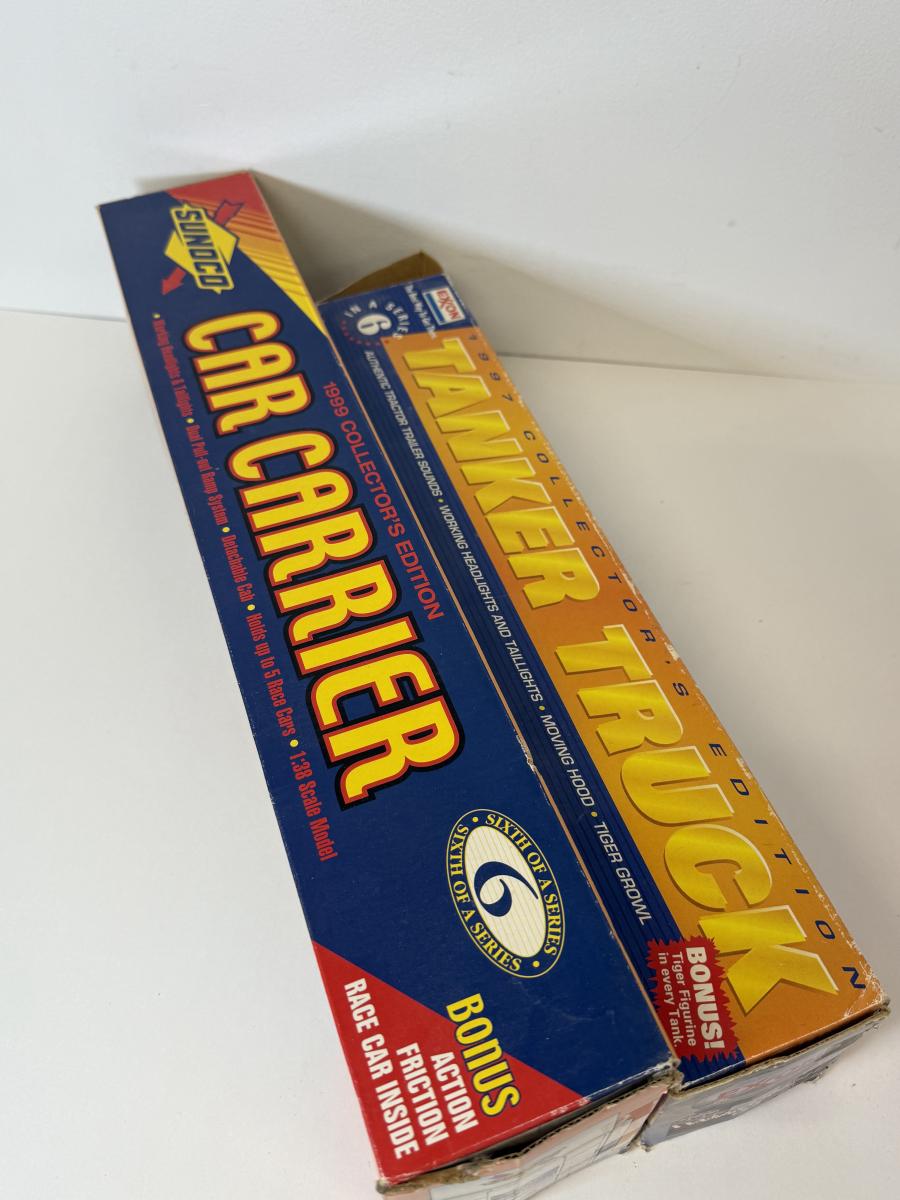 SUNOCO
1999 COLLECTOR'S EDITION
CAR CARRIER
• Working Headlights & Taillights • Dual Pull-out Ramp System • Detachable Cab • Holds up to 5 Race Cars • 1:38 Scale Model
SIXTH OF A SERIES •
SIXTH OF A SERIES •
6
BONUS
ACTION
FRICTION
RACE CAR INSIDE
EXON
IN A SERIES
6
1997 COLLECTOR'S EDITION
TANKER TRUCK
AUTHENTIC TRACTOR TRAILER SOUNDS • WORKING HEADLIGHTS AND TAILLIGHTS • MOVING HOOD • TIGER GROWL
BONUS!
Tiger Figurine
in every Tank.